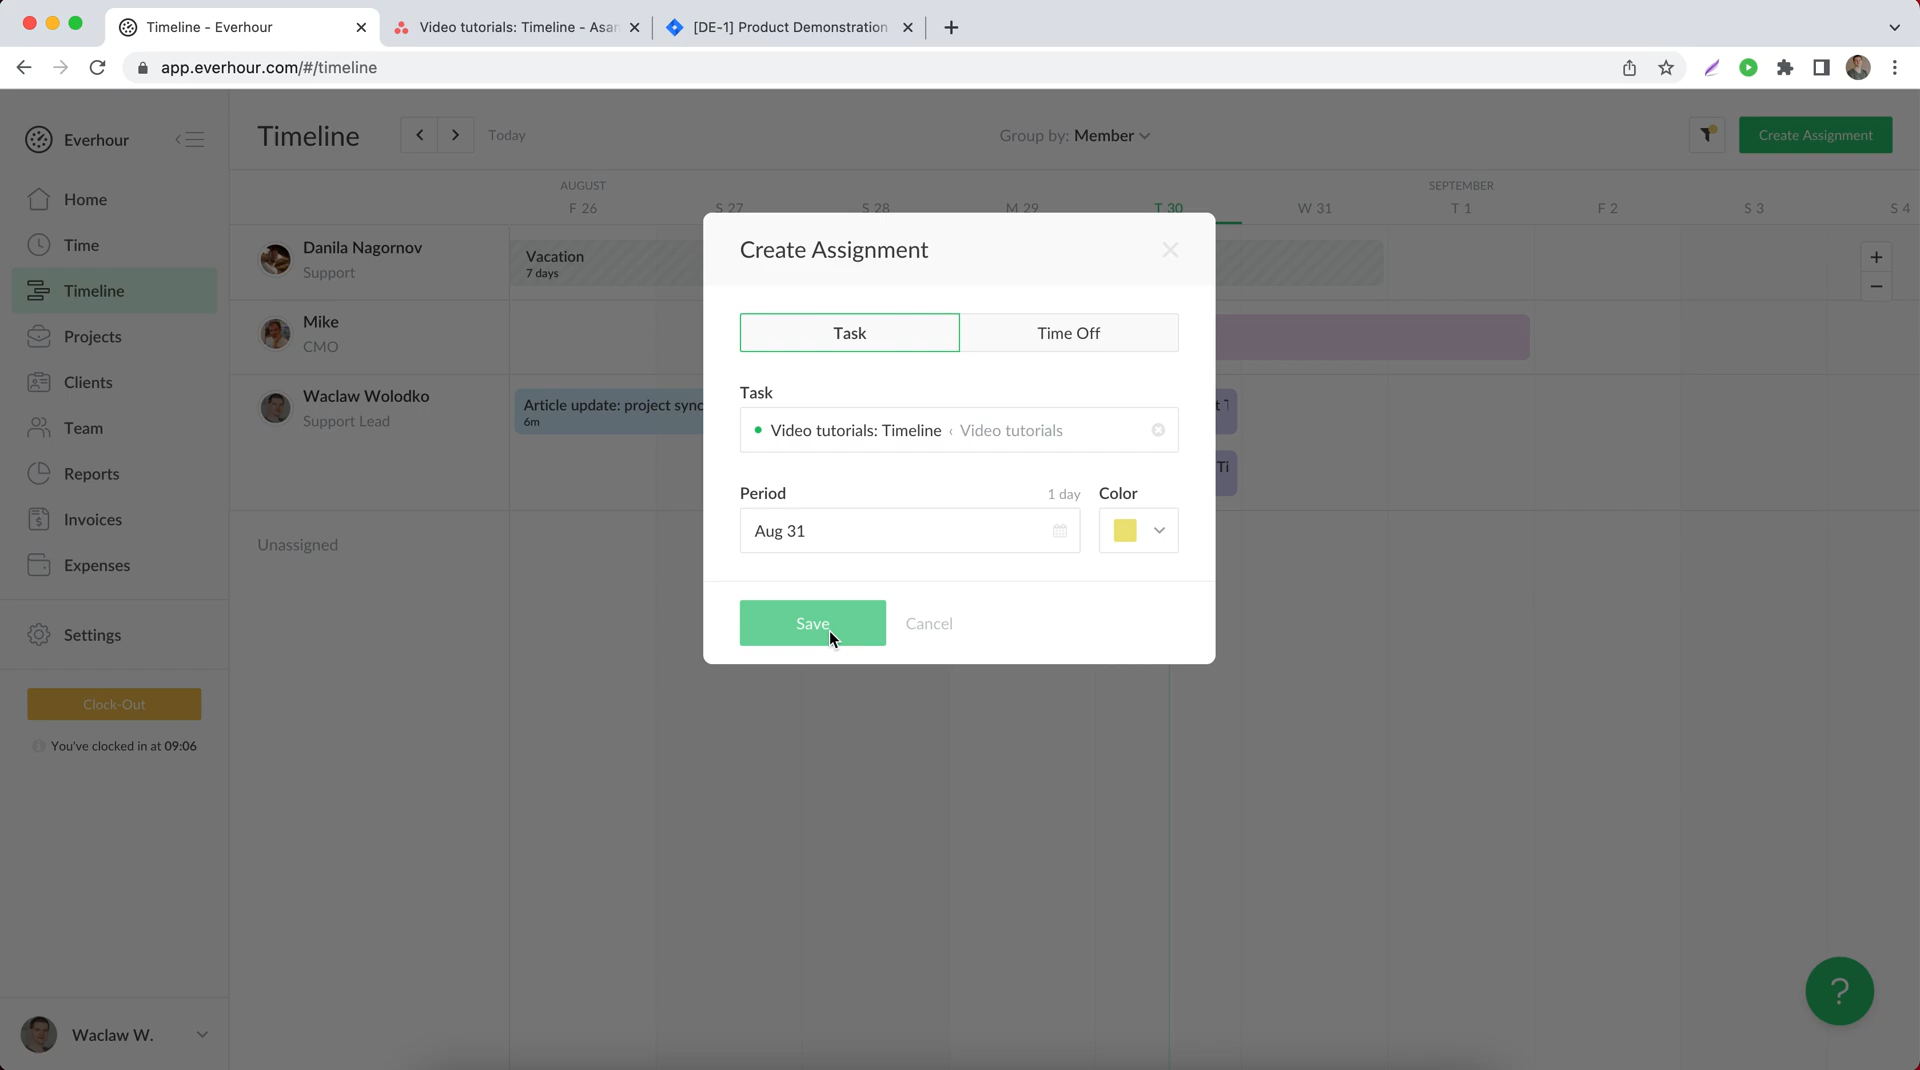 Timeline - Everhour
Video tutorials: Timeline - Asa
[DE-1] Product Demonstration
app.everhour.com/#/timeline
Everhour
Timeline
Today
Group by: Member
Create Assignment
Home
Time
Timeline
Projects
Clients
Team
Reports
Invoices
Expenses
Settings
Clock-Out
You've clocked in at 09:06
Waclaw W.
AUGUST
SEPTEMBER
F 26
S 27
S 28
M 29
T 30
W 31
T 1
F 2
S 3
S 4
Danila Nagornov
Support
Vacation
7 days
Mike
CMO
Waclaw Wolodko
Support Lead
Article update: project sync
6m
Ti
Unassigned
+
−
Create Assignment
Task
Time Off
Task
Video tutorials: Timeline ‹ Video tutorials
Period
1 day
Color
Aug 31
Save
Cancel
?